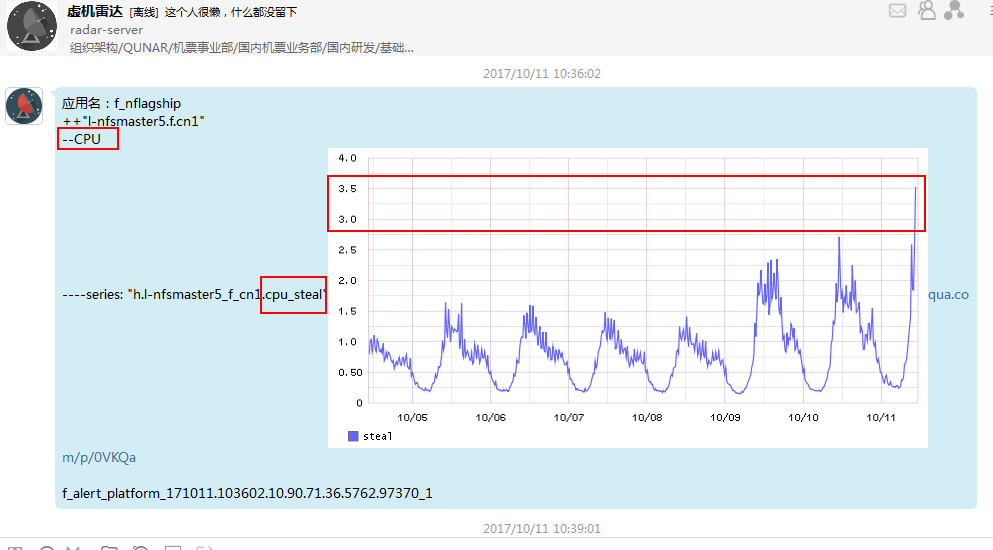 虚机雷达 [离线] 这个人很懒，什么都没留下
radar-server
组织架构/QUNAR/机票事业部/国内机票业务部/国内研发/基础...
2017/10/11 10:36:02
应用名：f_nflagship
++"l-nfsmaster5.f.cn1"
--CPU
4.0
3.5
3.0
2.5
2.0
----series: "h.l-nfsmaster5_f_cn1.cpu_steal" qua.co
1.5
1.0
0.50
0
10/05 10/06 10/07 10/08 10/09 10/10 10/11
steal
m/p/0VKQa
f_alert_platform_171011.103602.10.90.71.36.5762.97370_1
2017/10/11 10:39:01